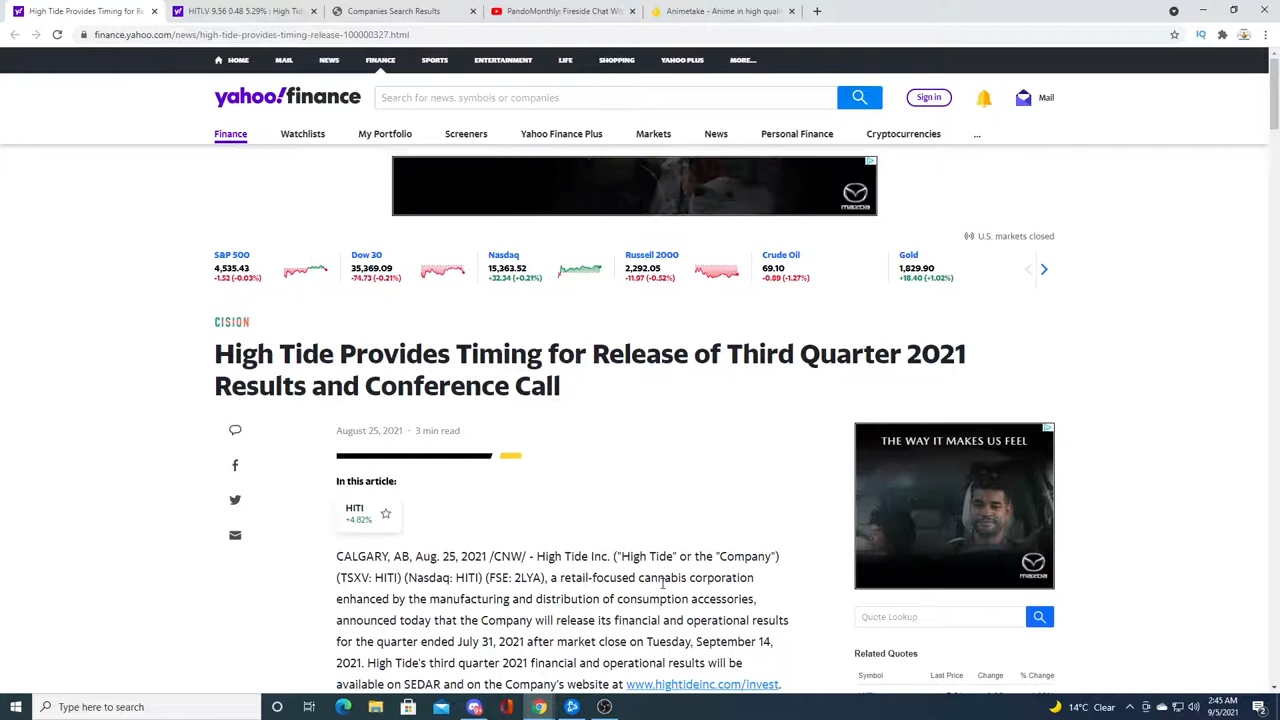 High Tide Provides Timing for Re
HITI.V 9.56 0.48 5.29% : High Tid
Companies Search Results
PandoMonthly: Fireside Chat Wit
Animetake - Anime in high quali
finance.yahoo.com/news/high-tide-provides-timing-release-100000327.html
IQ
HOME MAIL NEWS FINANCE SPORTS ENTERTAINMENT LIFE SHOPPING YAHOO PLUS MORE...
yahoo!finance
Search for news, symbols or companies
Sign in
Mail
Finance Watchlists My Portfolio Screeners Yahoo Finance Plus Markets News Personal Finance Cryptocurrencies ...
mazda
U.S. markets closed
S&P 500 Dow 30 Nasdaq Russell 2000 Crude Oil Gold
4,535.43 35,369.09 15,363.52 2,292.05 69.10 1,829.90
-1.52 (-0.03%) -74.73 (-0.21%) +32.34 (+0.21%) -11.97 (-0.52%) -0.89 (-1.27%) +18.40 (+1.02%)
CISION
High Tide Provides Timing for Release of Third Quarter 2021
Results and Conference Call
August 25, 2021 · 3 min read
In this article:
HITI
+4.82%
CALGARY, AB, Aug. 25, 2021 /CNW/ - High Tide Inc. ("High Tide" or the "Company")
(TSXV: HITI) (Nasdaq: HITI) (FSE: 2LYA), a retail-focused cannabis corporation
enhanced by the manufacturing and distribution of consumption accessories,
announced today that the Company will release its financial and operational results
for the quarter ended July 31, 2021 after market close on Tuesday, September 14,
2021. High Tide's third quarter 2021 financial and operational results will be
available on SEDAR and on the Company's website at www.hightideinc.com/invest.
THE WAY IT MAKES US FEEL
mazda
Quote Lookup
Related Quotes
Symbol Last Price Change % Change
Type here to search
14°C Clear
2:45 AM
9/5/2021
2